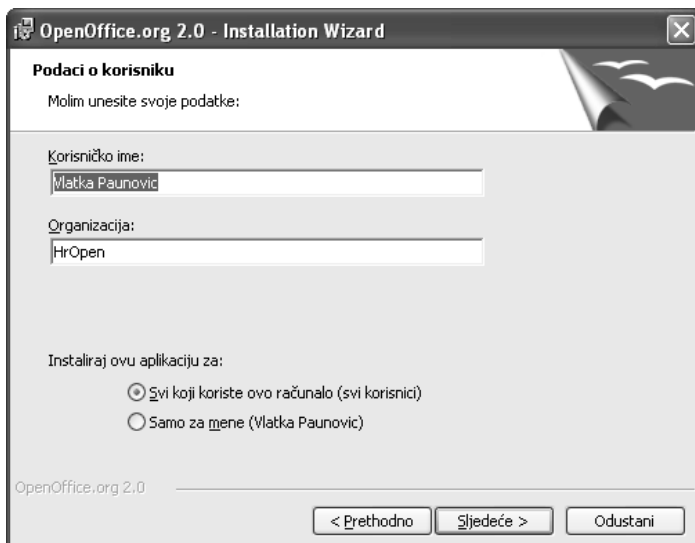 OpenOffice.org 2.0 - Installation Wizard
Podaci o korisniku
Molim unesite svoje podatke:
Korisničko ime:
Vlatka Paunovic
Organizacija:
HrOpen
Instaliraj ovu aplikaciju za:
Svi koji koriste ovo računalo (svi korisnici)
Samo za mene (Vlatka Paunovic)
OpenOffice.org 2.0
< Prethodno Sljedeće > Odustani